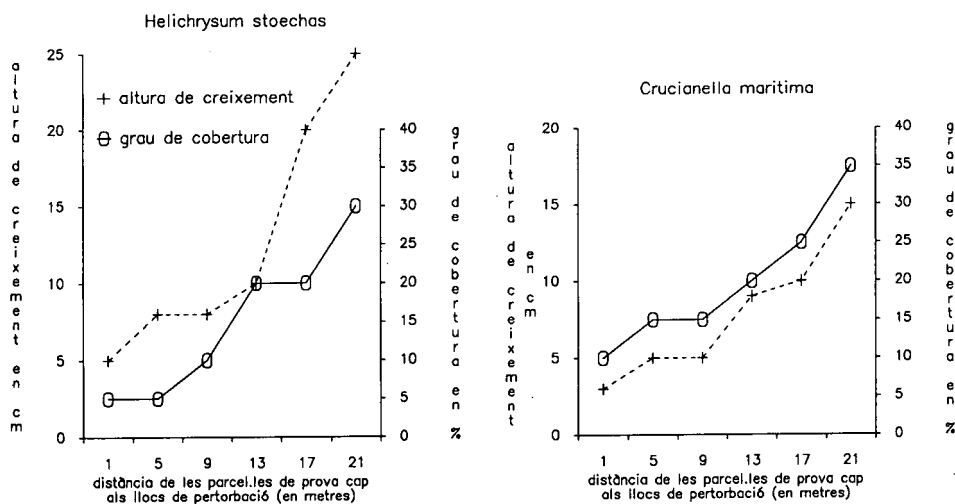 Helichrysum stoechas
altura de creixement en cm
25
20
15
10
5
0
+ altura de creixement
grau de cobertura
40
35
30
25
20
15
10
5
0
grau de cobertura en %
1 5 9 13 17 21
distància de les parcel.les de prova cap
als llocs de pertorbació (en metres)
Crucianella maritima
altura de creixement
en cm
20
15
10
5
0
40
35
30
25
20
15
10
5
0
grau de cobertura en %
1 5 9 13 17 21
distància de les parcel.les de prova cap
als llocs de pertorbació (en metres)